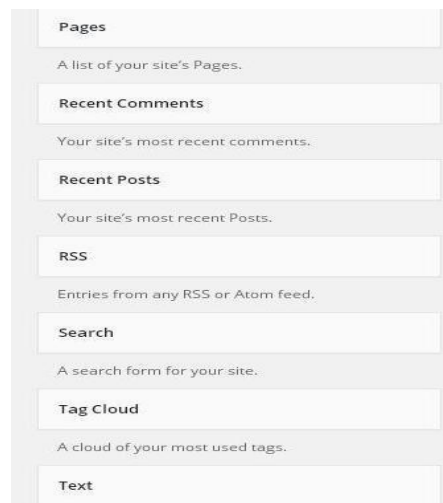 Pages
A list of your site’s Pages.
Recent Comments
Your site’s most recent comments.
Recent Posts
Your site’s most recent Posts.
RSS
Entries from any RSS or Atom feed.
Search
A search form for your site.
Tag Cloud
A cloud of your most used tags.
Text